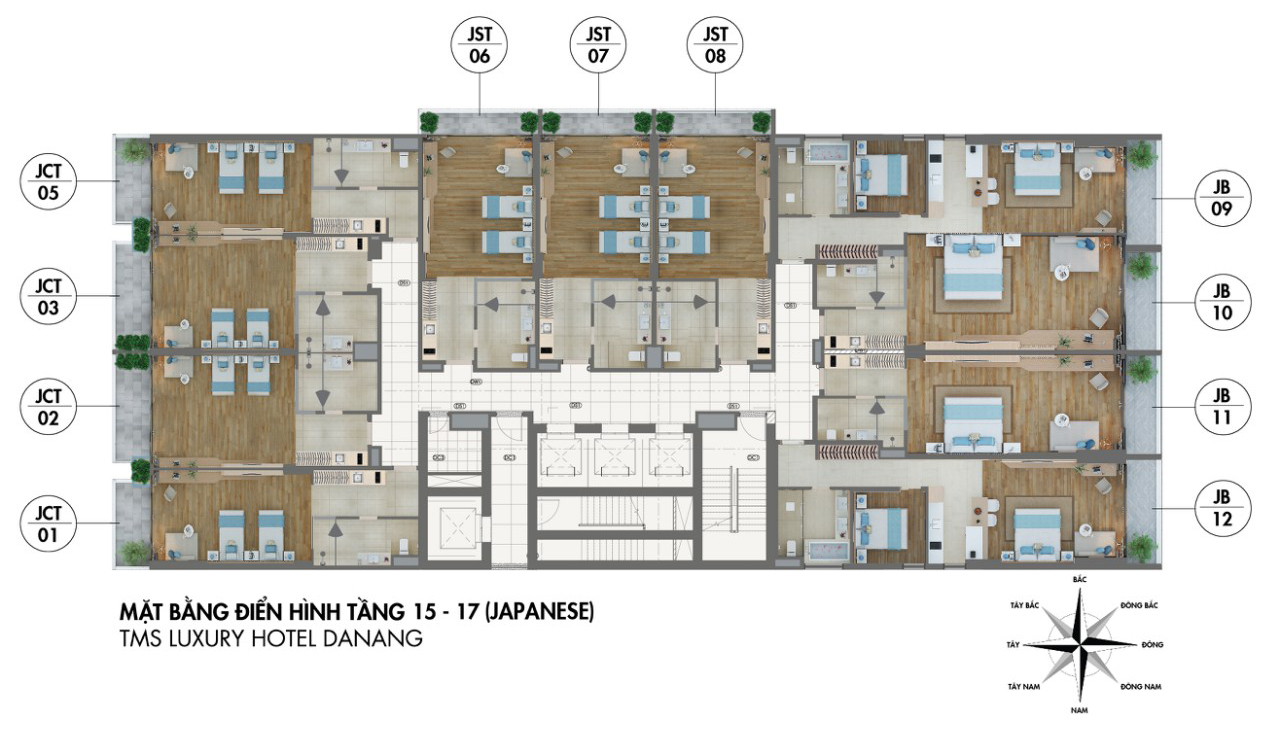 JST
06
JST
07
JST
08
JCT
05
JCT
03
JCT
02
JCT
01
JB
09
JB
10
JB
11
JB
12
MẶT BẰNG ĐIỂN HÌNH TẦNG 15 - 17 (JAPANESE)
TMS LUXURY HOTEL DANANG
BẮC
TÂY BẮC
ĐÔNG BẮC
TÂY
ĐÔNG
TÂY NAM
ĐÔNG NAM
NAM